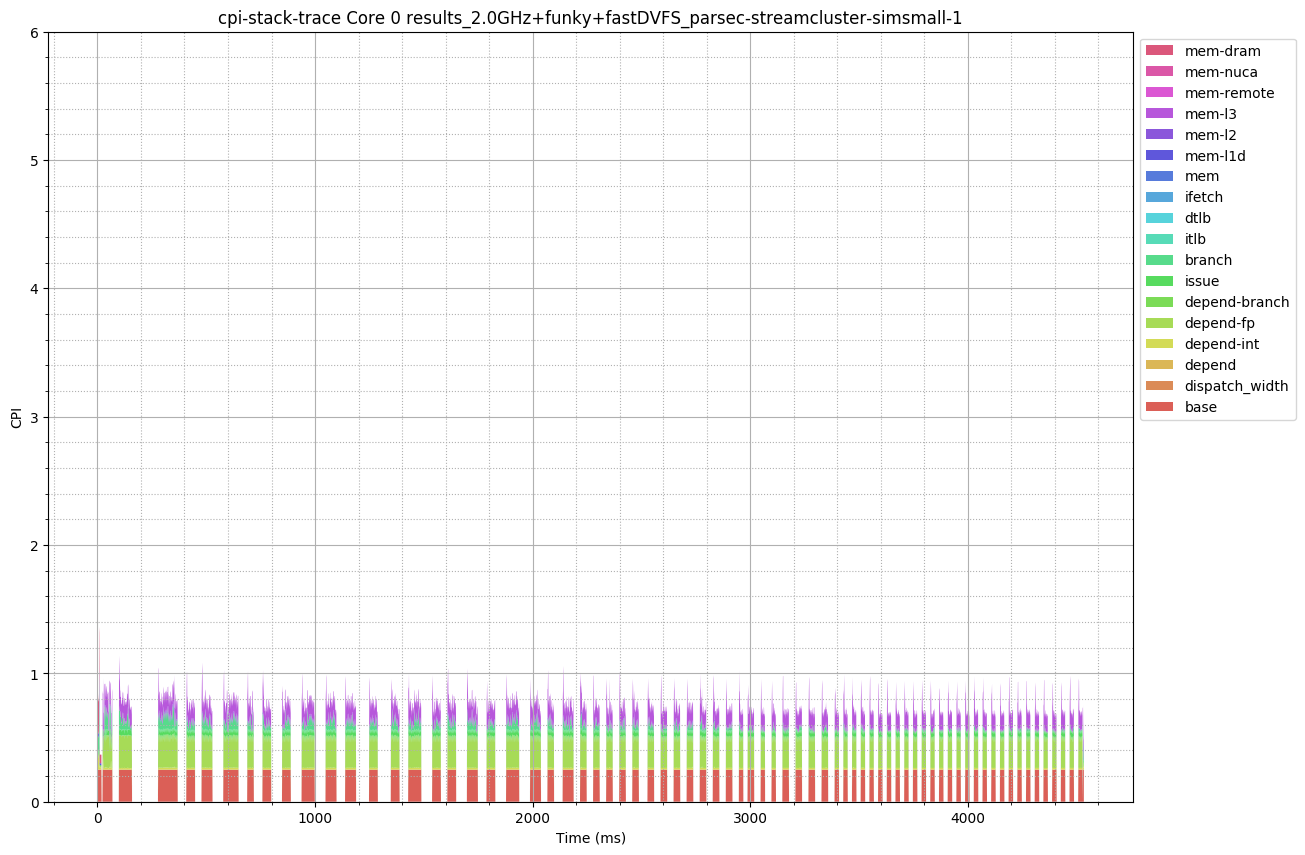 cpi-stack-trace Core 0 results_2.0GHz+funky+fastDVFS_parsec-streamcluster-simsmall-1
6
5
4
3
2
1
0
CPI
0 1000 2000 3000 4000
Time (ms)
mem-dram
mem-nuca
mem-remote
mem-l3
mem-l2
mem-l1d
mem
ifetch
dtlb
itlb
branch
issue
depend-branch
depend-fp
depend-int
depend
dispatch_width
base